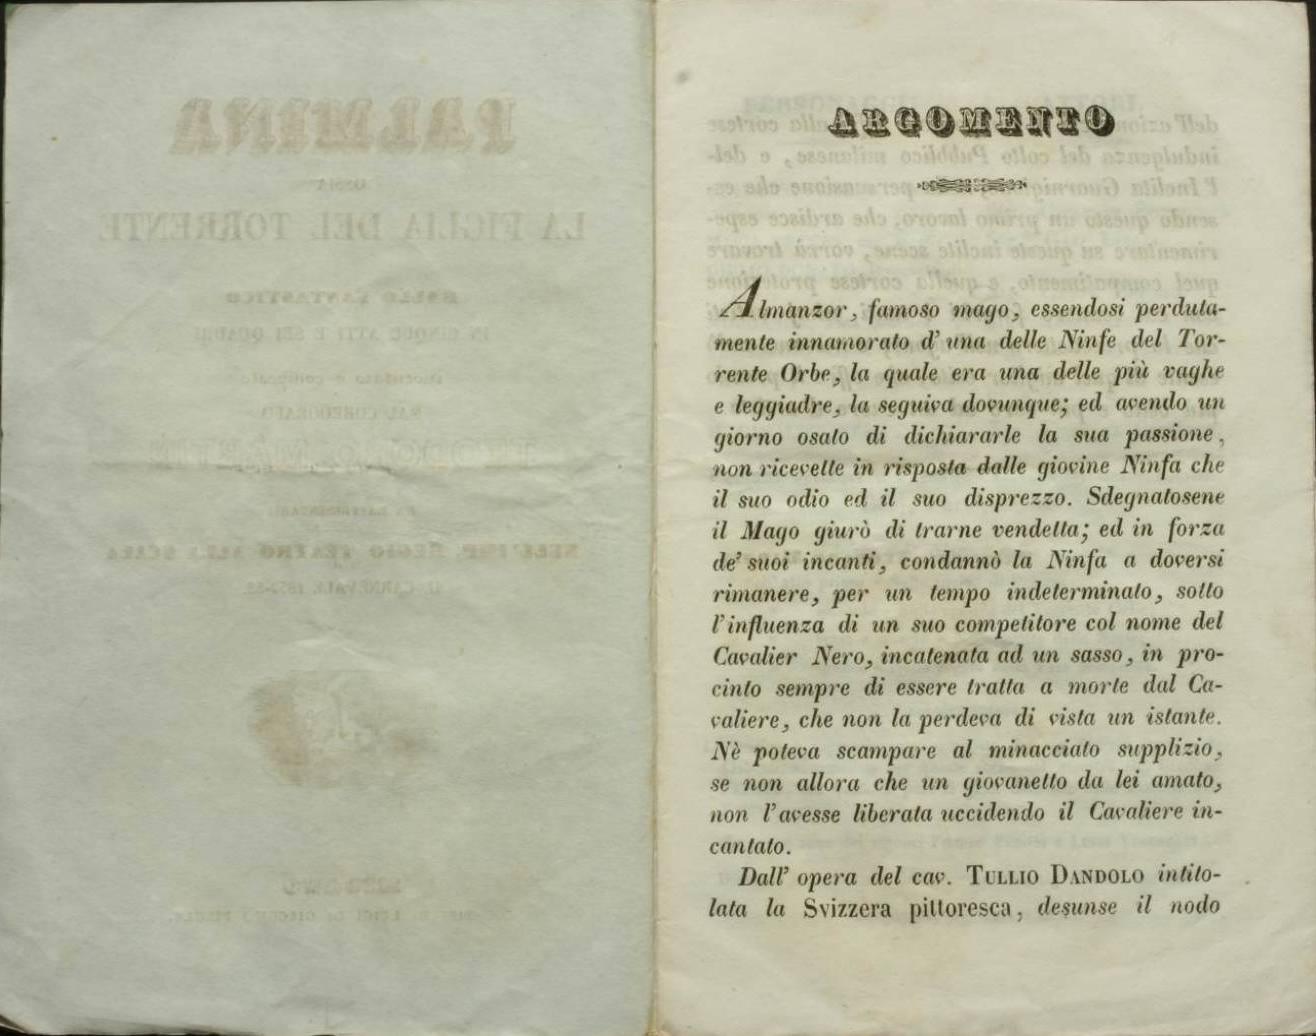 ARGOMENTO
Almanzor, famoso mago, essendosi perduta-
mente innamorato d' una delle Ninfe del Tor-
rente Orbe, la quale era una delle più vaghe
e leggiadre, la seguiva dovunque; ed avendo un
giorno osato di dichiararle la sua passione,
non ricevette in risposta dalle giovine Ninfa che
il suo odio ed il suo disprezzo. Sdegnatosene
il Mago giurò di trarne vendetta; ed in forza
de' suoi incanti, condannò la Ninfa a doversi
rimanere, per un tempo indeterminato, sotto
l'influenza di un suo competitore col nome del
Cavalier Nero, incatenata ad un sasso, in pro-
cinto sempre di essere tratta a morte dal Ca-
valiere, che non la perdeva di vista un istante.
Nè poteva scampare al minacciato supplizio,
se non allora che un giovanetto da lei amato,
non l'avesse liberata uccidendo il Cavaliere in-
cantato.
Dall' opera del cav. TULLIO DANDOLO intito-
lata la Svizzera pittoresca, desunse il nodo